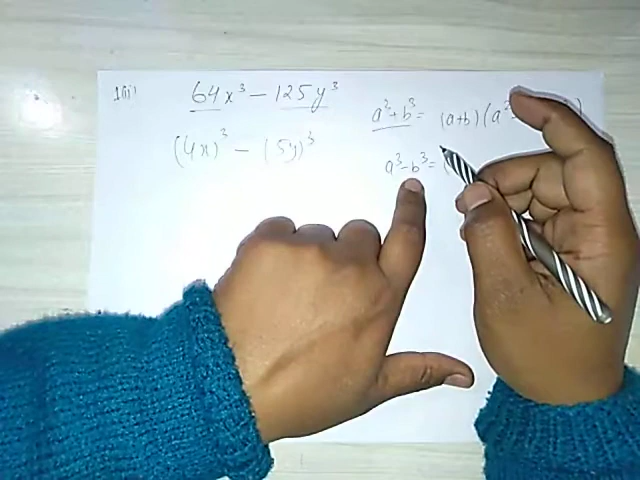 1(ii) 64x³ − 125y³
(4x)³ − (5y)³
a³+b³ = (a+b)(a²
a³−b³ = (